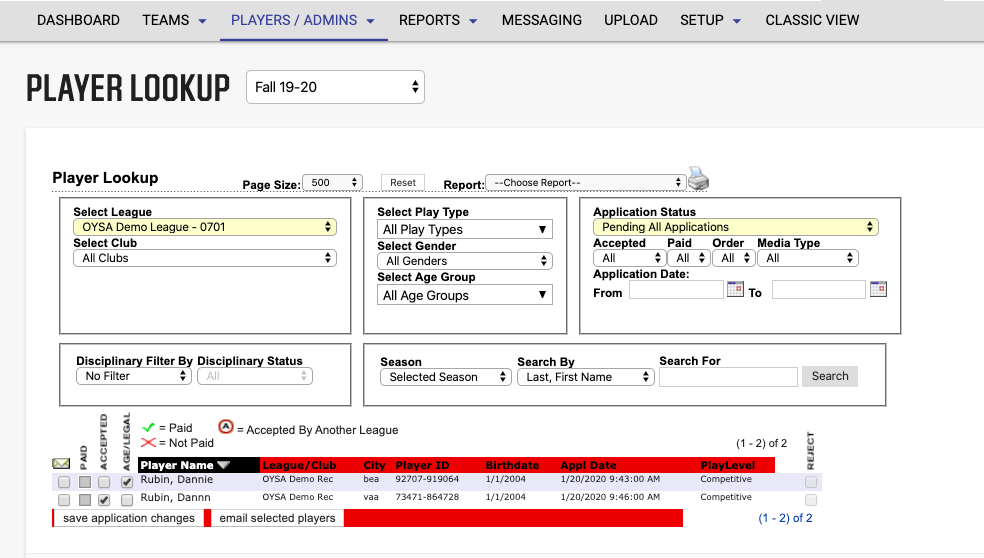 DASHBOARD TEAMS PLAYERS / ADMINS REPORTS MESSAGING UPLOAD SETUP CLASSIC VIEW
PLAYER LOOKUP Fall 19-20
Player Lookup Page Size: 500 Reset Report: --Choose Report--
Select League
OYSA Demo League - 0701
Select Club
All Clubs
Select Play Type
All Play Types
Select Gender
All Genders
Select Age Group
All Age Groups
Application Status
Pending All Applications
Accepted Paid Order Media Type
All All All All
Application Date:
From To
Disciplinary Filter By Disciplinary Status
No Filter All
Season Search By Search For
Selected Season Last, First Name Search
PAID ACCEPTED AGE/LEGAL
= Paid A = Accepted By Another League
= Not Paid (1 - 2) of 2 REJECT
Player Name League/Club City Player ID Birthdate Appl Date PlayLevel
Rubin, Dannie OYSA Demo Rec bea 92707-919064 1/1/2004 1/20/2020 9:43:00 AM Competitive
Rubin, Dannn OYSA Demo Rec vaa 73471-864728 1/1/2004 1/20/2020 9:46:00 AM Competitive
save application changes email selected players (1 - 2) of 2